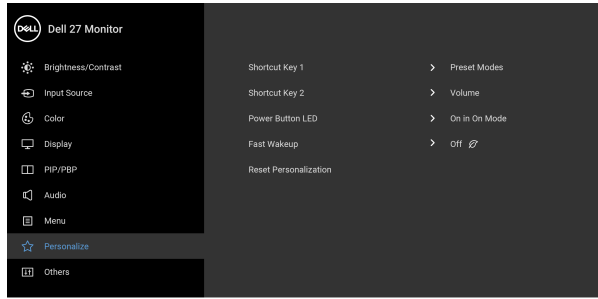 DELL Dell 27 Monitor
Brightness/Contrast
Input Source
Color
Display
PIP/PBP
Audio
Menu
Personalize
Others
Shortcut Key 1 > Preset Modes
Shortcut Key 2 > Volume
Power Button LED > On in On Mode
Fast Wakeup > Off
Reset Personalization